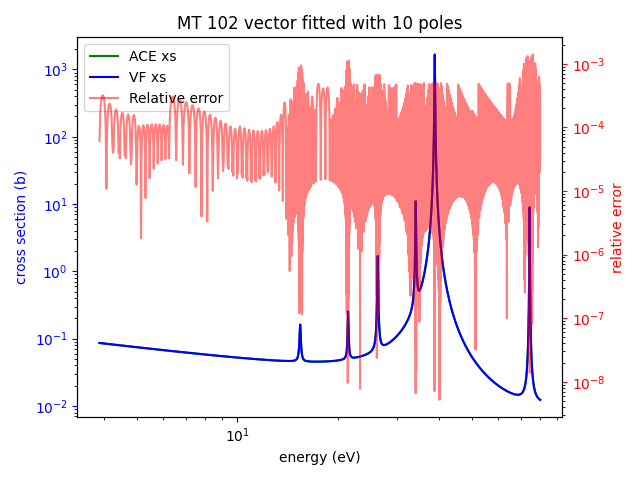 MT 102 vector fitted with 10 poles
ACE xs
VF xs
Relative error
cross section (b)
10³
10²
10¹
10⁰
10⁻¹
10⁻²
10⁻³
10⁻⁴
10⁻⁵
10⁻⁶
10⁻⁷
10⁻⁸
relative error
10¹
energy (eV)